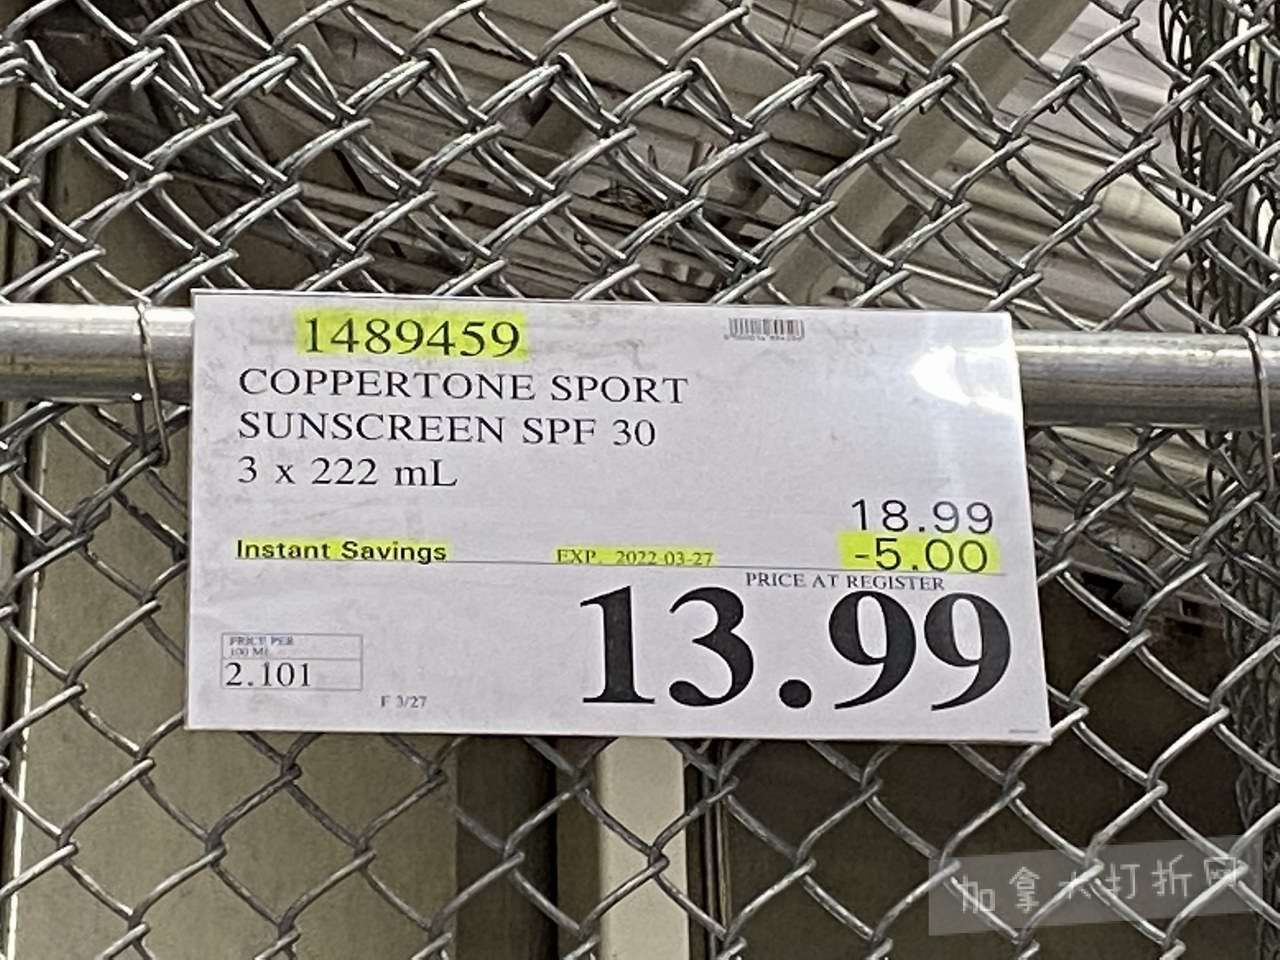 1489459
COPPERTONE SPORT
SUNSCREEN SPF 30
3 x 222 mL
18.99
Instant Savings EXP. 2022-03-27 -5.00
PRICE AT REGISTER
13.99
PRICE PER
100 ML
2.101
F 3/27
加拿大打折网